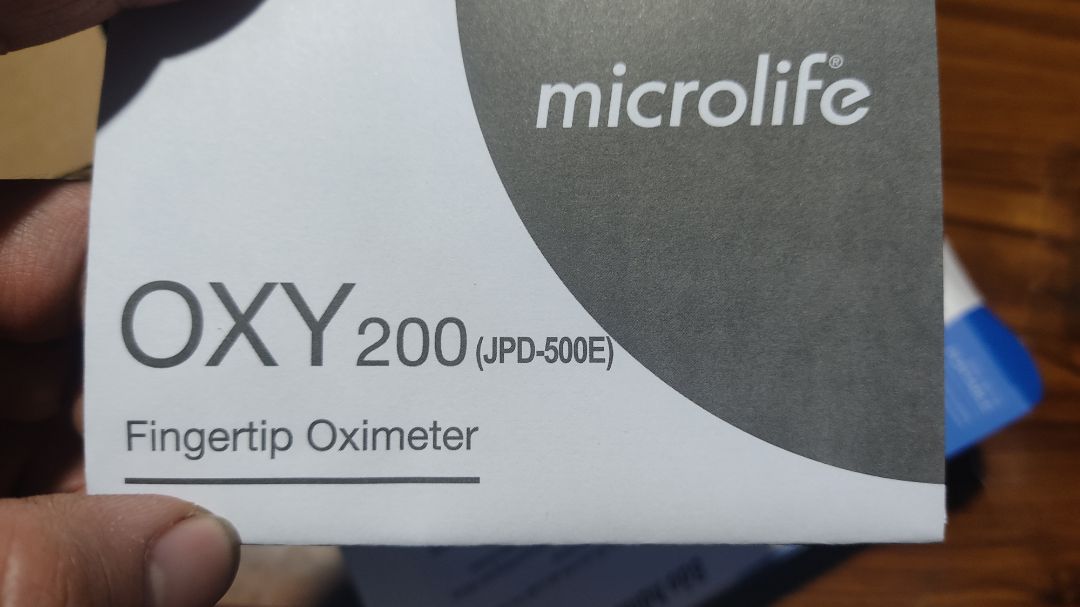 microlife®
OXY 200 (JPD-500E)
Fingertip Oximeter